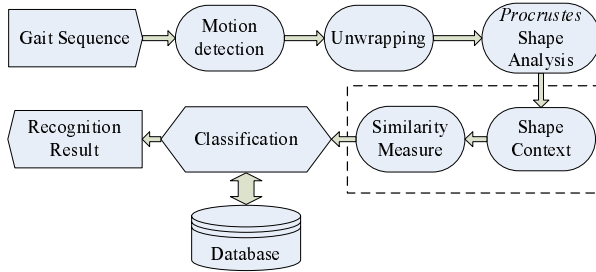 Gait Sequence
Motion
detection
Unwrapping
Procrustes
Shape
Analysis
Recognition
Result
Classification
Similarity
Measure
Shape
Context
Database